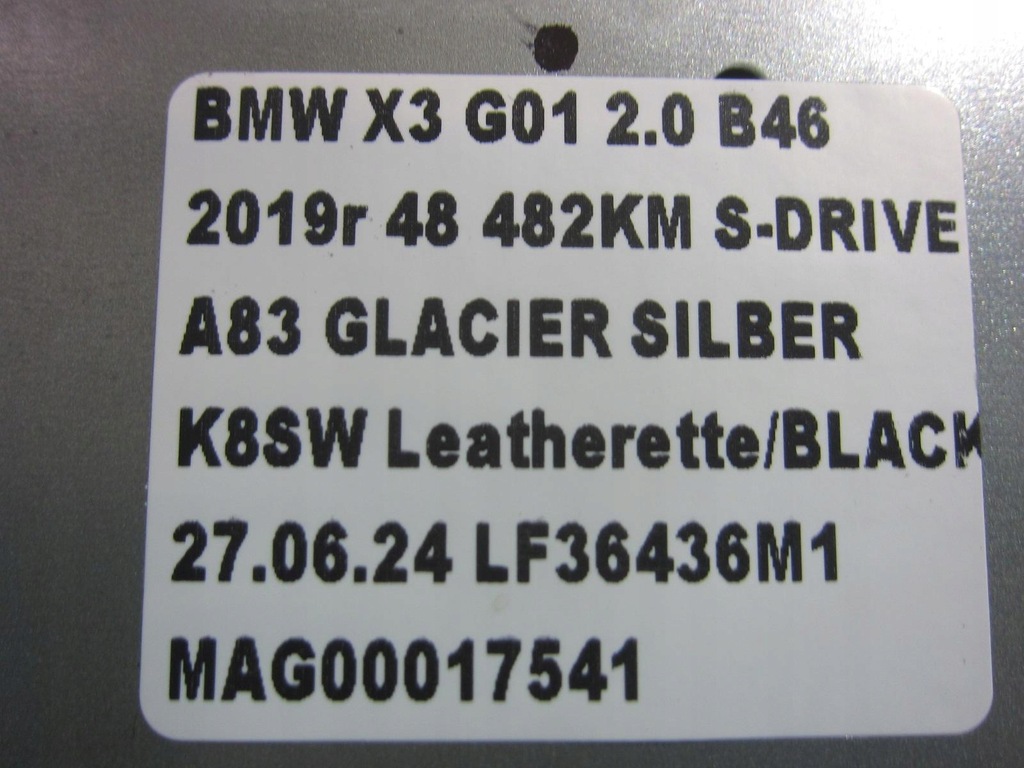 BMW X3 G01 2.0 B46
2019r 48 482KM S-DRIVE
A83 GLACIER SILBER
K8SW Leatherette/BLACK
27.06.24 LF36436M1
MAG00017541